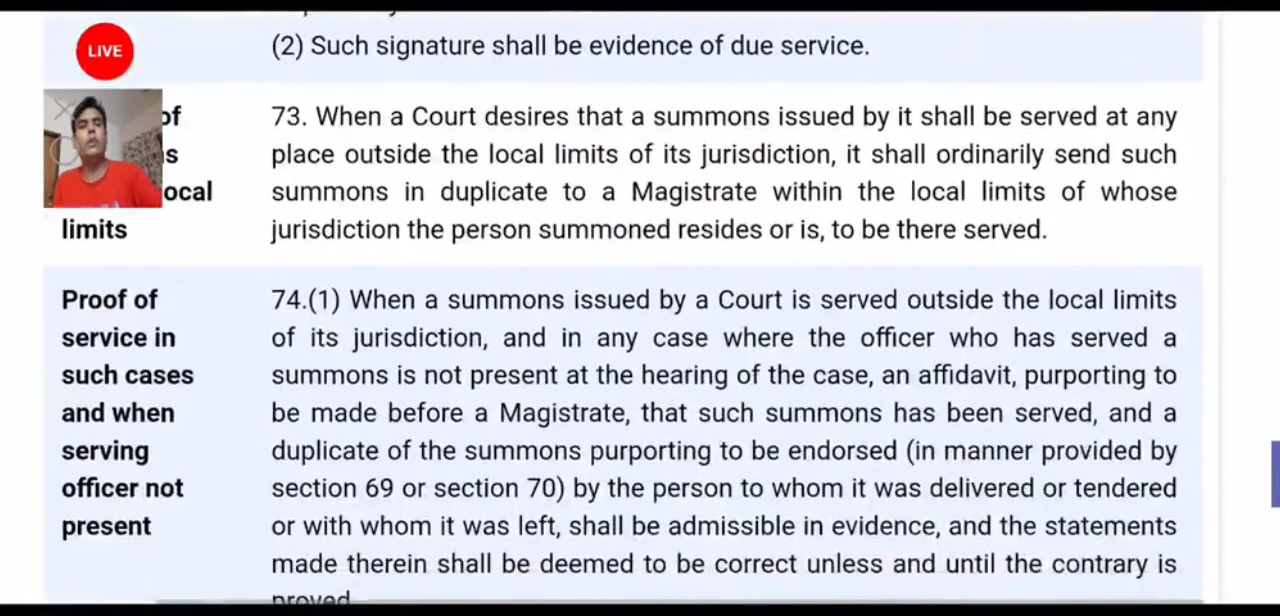 LIVE
(2) Such signature shall be evidence of due service.
of
s
ocal
limits
73. When a Court desires that a summons issued by it shall be served at any
place outside the local limits of its jurisdiction, it shall ordinarily send such
summons in duplicate to a Magistrate within the local limits of whose
jurisdiction the person summoned resides or is, to be there served.
Proof of
service in
such cases
and when
serving
officer not
present
74.(1) When a summons issued by a Court is served outside the local limits
of its jurisdiction, and in any case where the officer who has served a
summons is not present at the hearing of the case, an affidavit, purporting to
be made before a Magistrate, that such summons has been served, and a
duplicate of the summons purporting to be endorsed (in manner provided by
section 69 or section 70) by the person to whom it was delivered or tendered
or with whom it was left, shall be admissible in evidence, and the statements
made therein shall be deemed to be correct unless and until the contrary is
proved